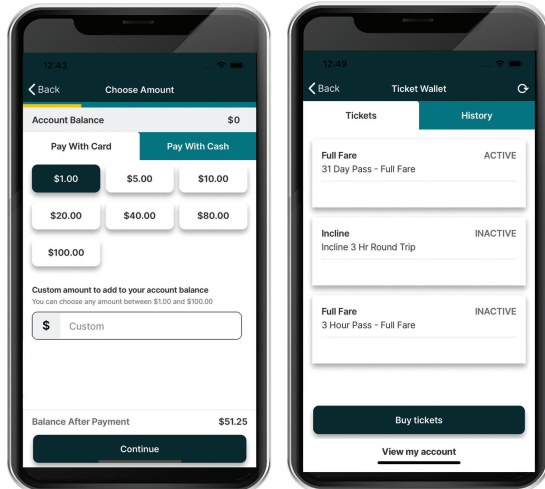 12:43
Back Choose Amount
Account Balance $0
Pay With Card Pay With Cash
$1.00 $5.00 $10.00
$20.00 $40.00 $80.00
$100.00
Custom amount to add to your account balance
You can choose any amount between $1.00 and $100.00
$ Custom
Balance After Payment $51.25
Continue
12:49
Back Ticket Wallet
Tickets History
Full Fare ACTIVE
31 Day Pass - Full Fare
Incline INACTIVE
Incline 3 Hr Round Trip
Full Fare INACTIVE
3 Hour Pass - Full Fare
Buy tickets
View my account